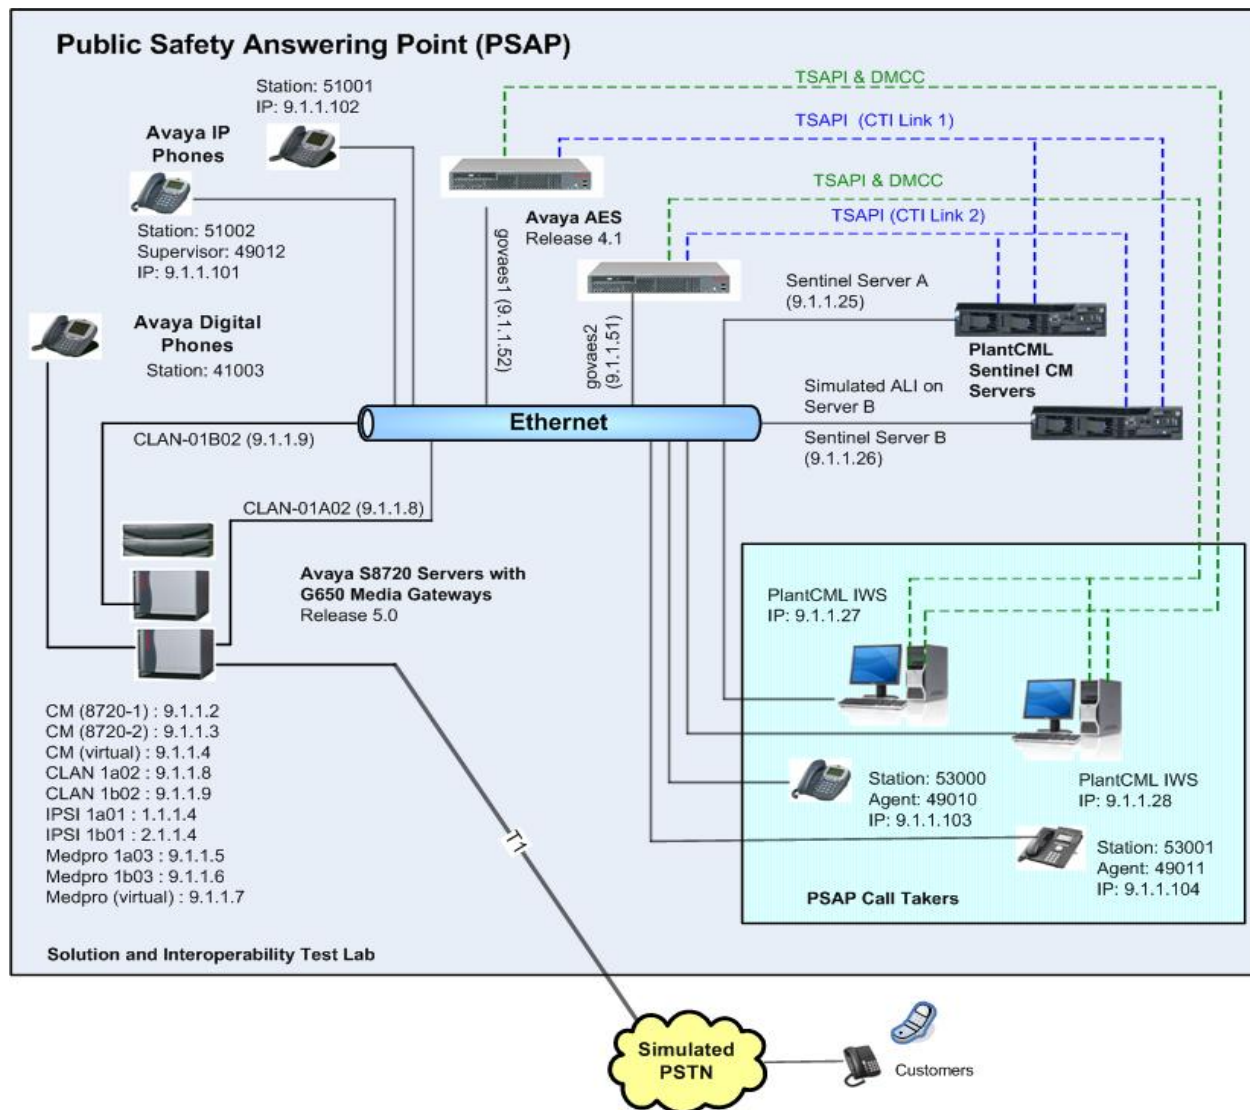 Public Safety Answering Point (PSAP)
Station: 51001
IP: 9.1.1.102
Avaya IP
Phones
Station: 51002
Supervisor: 49012
IP: 9.1.1.101
Avaya Digital
Phones
Station: 41003
TSAPI & DMCC
TSAPI (CTI Link 1)
TSAPI & DMCC
TSAPI (CTI Link 2)
Avaya AES
Release 4.1
govaes1 (9.1.1.52)
govaes2
(9.1.1.51)
Sentinel Server A
(9.1.1.25)
PlantCML
Sentinel CM
Servers
Simulated ALI on
Server B
Sentinel Server B
(9.1.1.26)
Ethernet
CLAN-01B02 (9.1.1.9)
CLAN-01A02 (9.1.1.8)
Avaya S8720 Servers with
G650 Media Gateways
Release 5.0
CM (8720-1) : 9.1.1.2
CM (8720-2) : 9.1.1.3
CM (virtual) : 9.1.1.4
CLAN 1a02 : 9.1.1.8
CLAN 1b02 : 9.1.1.9
IPSI 1a01 : 1.1.1.4
IPSI 1b01 : 2.1.1.4
Medpro 1a03 : 9.1.1.5
Medpro 1b03 : 9.1.1.6
Medpro (virtual) : 9.1.1.7
T1
PlantCML IWS
IP: 9.1.1.27
PlantCML IWS
IP: 9.1.1.28
Station: 53000
Agent: 49010
IP: 9.1.1.103
Station: 53001
Agent: 49011
IP: 9.1.1.104
PSAP Call Takers
Solution and Interoperability Test Lab
Simulated
PSTN
Customers